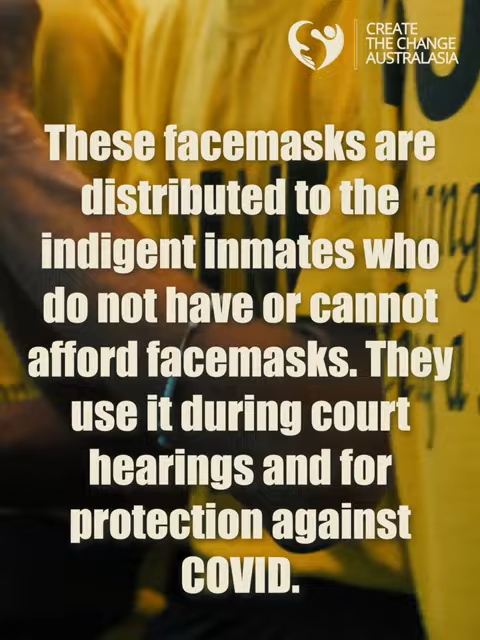 CREATE
THE CHANGE
AUSTRALASIA
These facemasks are
distributed to the
indigent inmates who
do not have or cannot
afford facemasks. They
use it during court
hearings and for
protection against
COVID.